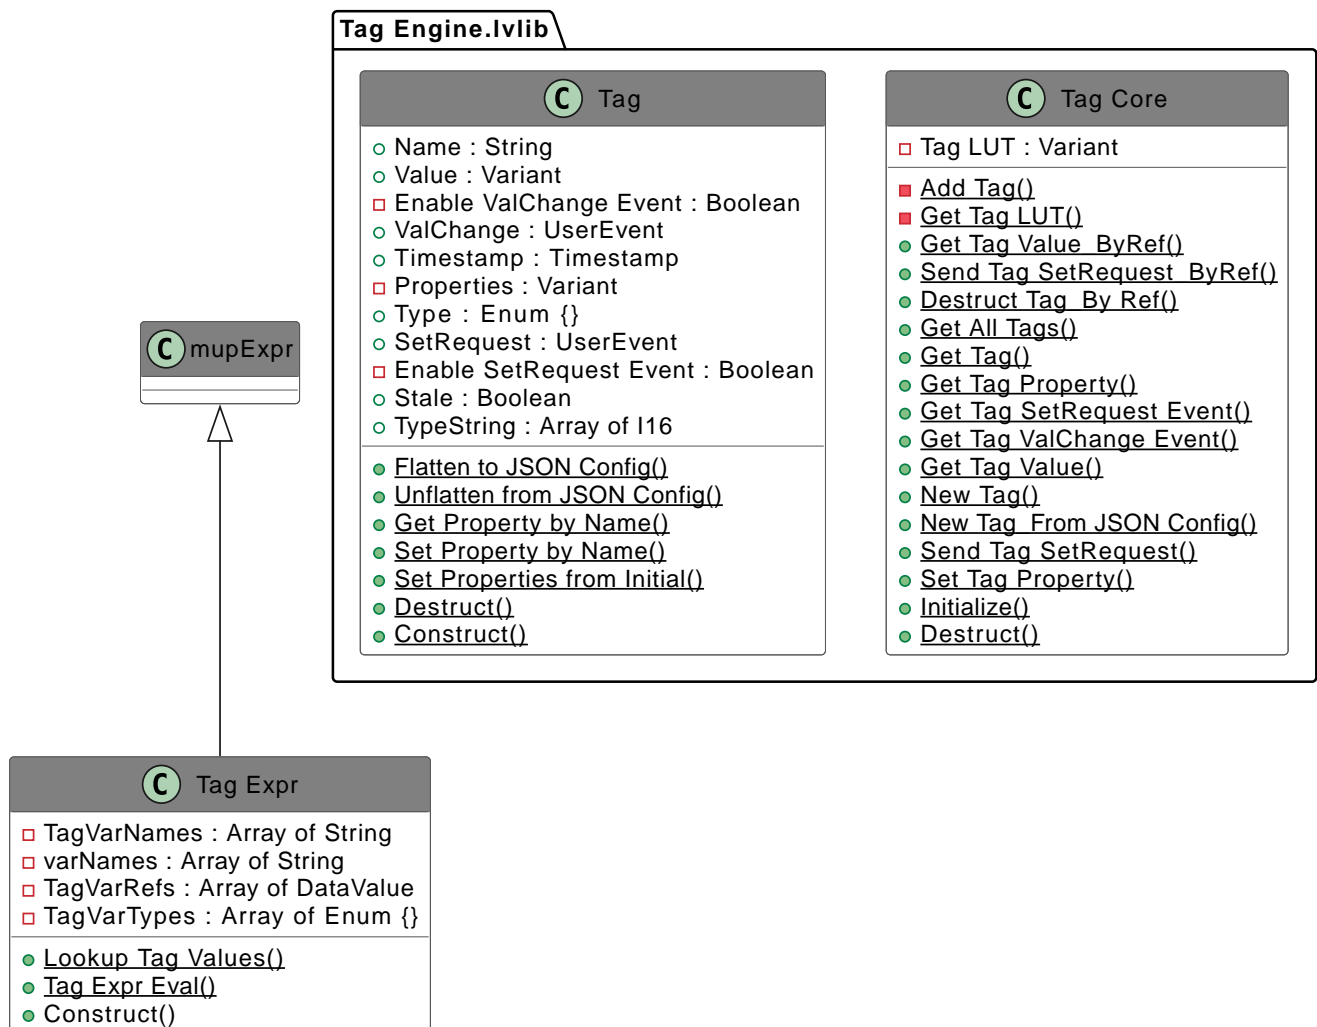 Tag Engine.lvlib
C Tag
Name : String
Value : Variant
Enable ValChange Event : Boolean
ValChange : UserEvent
Timestamp : Timestamp
Properties : Variant
Type : Enum {}
SetRequest : UserEvent
Enable SetRequest Event : Boolean
Stale : Boolean
TypeString : Array of I16
Flatten to JSON Config()
Unflatten from JSON Config()
Get Property by Name()
Set Property by Name()
Set Properties from Initial()
Destruct()
Construct()
C Tag Core
Tag LUT : Variant
Add Tag()
Get Tag LUT()
Get Tag Value_ByRef()
Send Tag SetRequest_ByRef()
Destruct Tag_By Ref()
Get All Tags()
Get Tag()
Get Tag Property()
Get Tag SetRequest Event()
Get Tag ValChange Event()
Get Tag Value()
New Tag()
New Tag_From JSON Config()
Send Tag SetRequest()
Set Tag Property()
Initialize()
Destruct()
C mupExpr
C Tag Expr
TagVarNames : Array of String
varNames : Array of String
TagVarRefs : Array of DataValue
TagVarTypes : Array of Enum {}
Lookup Tag Values()
Tag Expr Eval()
Construct()